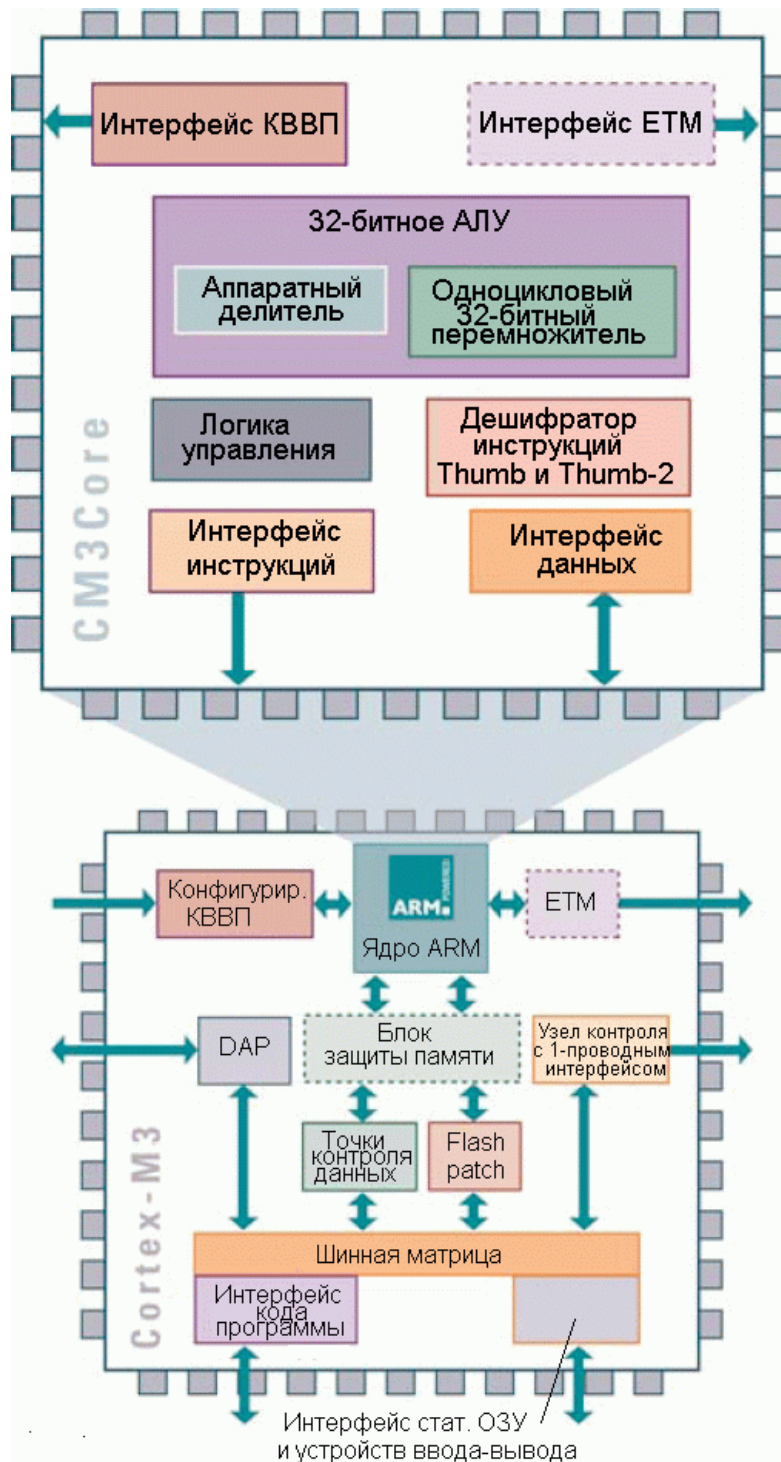 Интерфейс КВВП
Интерфейс ETM
32-битное АЛУ
Аппаратный
делитель
Одноцикловый
32-битный
перемножитель
Логика
управления
Дешифратор
инструкций
Thumb и Thumb-2
Интерфейс
инструкций
Интерфейс
данных
CM3Core
Конфигурир.
КВВП
ARM
POWERED
Ядро ARM
ETM
DAP
Блок
защиты памяти
Узел контроля
с 1-проводным
интерфейсом
Точки
контроля
данных
Flash
patch
Cortex-M3
Шинная матрица
Интерфейс
кода
программы
Интерфейс стат. ОЗУ
и устройств ввода-вывода